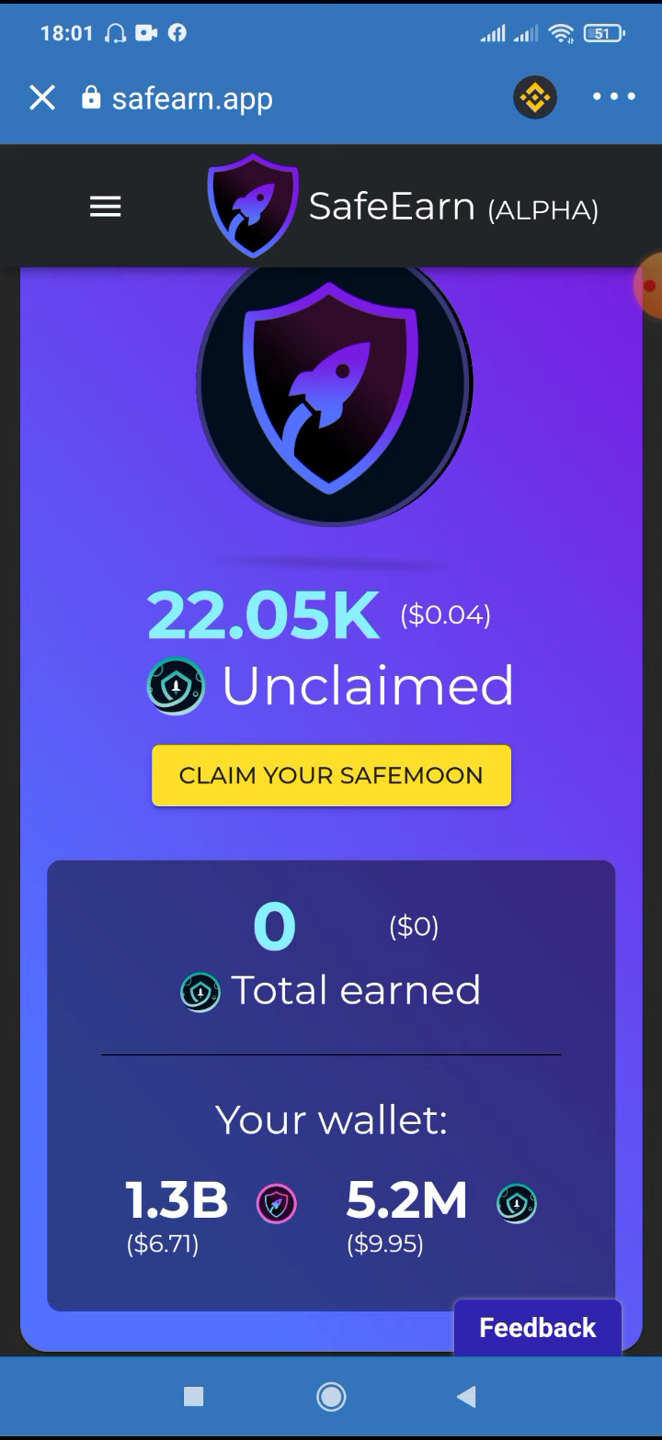 18:01
51
safearn.app
SafeEarn (ALPHA)
22.05K ($0.04)
Unclaimed
CLAIM YOUR SAFEMOON
0 ($0)
Total earned
Your wallet:
1.3B 5.2M
($6.71) ($9.95)
Feedback